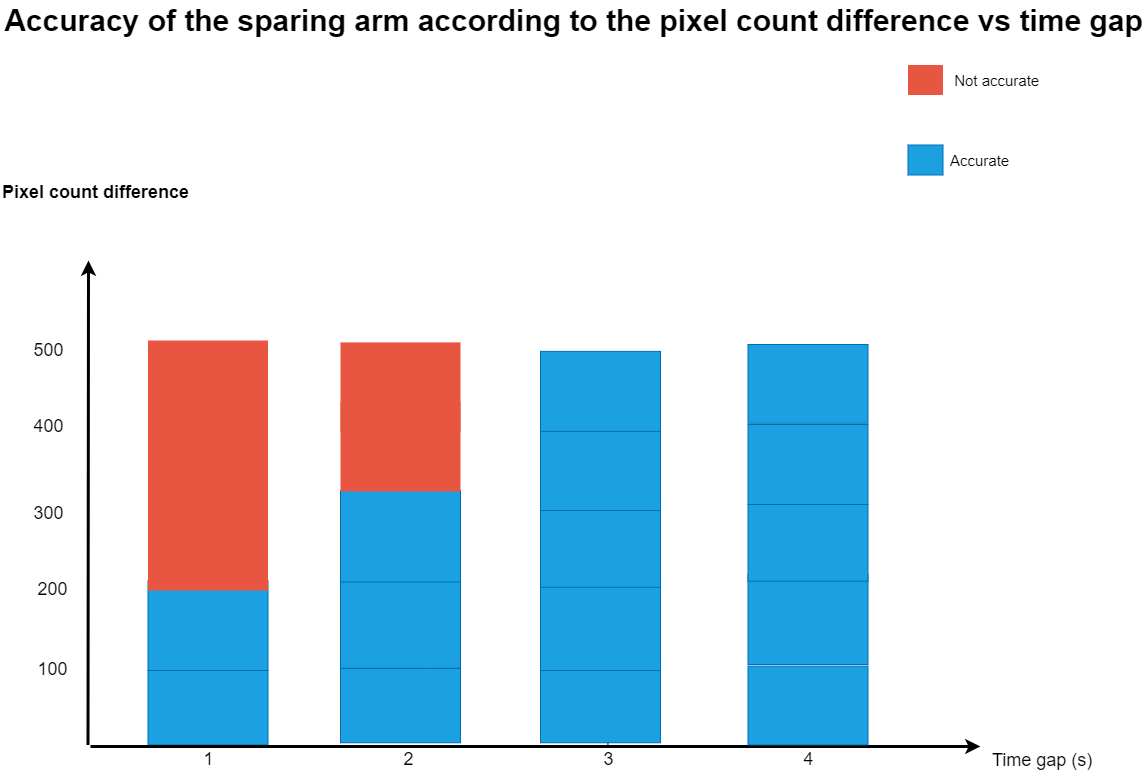 Accuracy of the sparing arm according to the pixel count difference vs time gap
Not accurate
Accurate
Pixel count difference
500
400
300
200
100
1 2 3 4
Time gap (s)